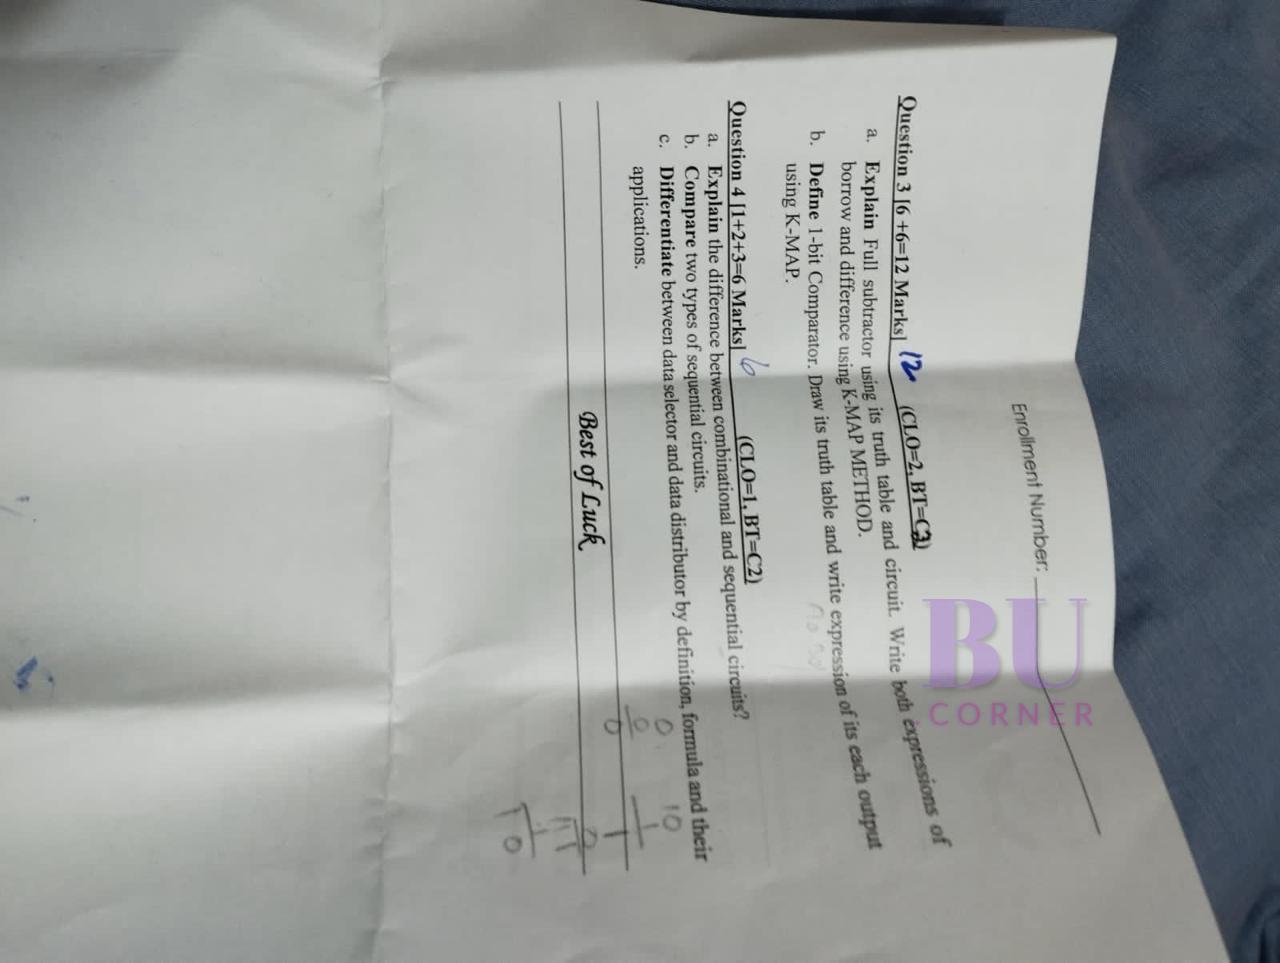 Enrollment Number:
Question 3 [6 +6=12 Marks] 12 (CLO=2, BT=C2)
a. Explain Full subtractor using its truth table and circuit. Write both expressions of
borrow and difference using K-MAP METHOD.
b. Define 1-bit Comparator. Draw its truth table and write expression of its each output
using K-MAP.
Question 4 [1+2+3=6 Marks] 6 (CLO=1, BT=C2)
a. Explain the difference between combinational and sequential circuits?
b. Compare two types of sequential circuits.
c. Differentiate between data selector and data distributor by definition, formula and their
applications.
Best of Luck
BU
CORNER